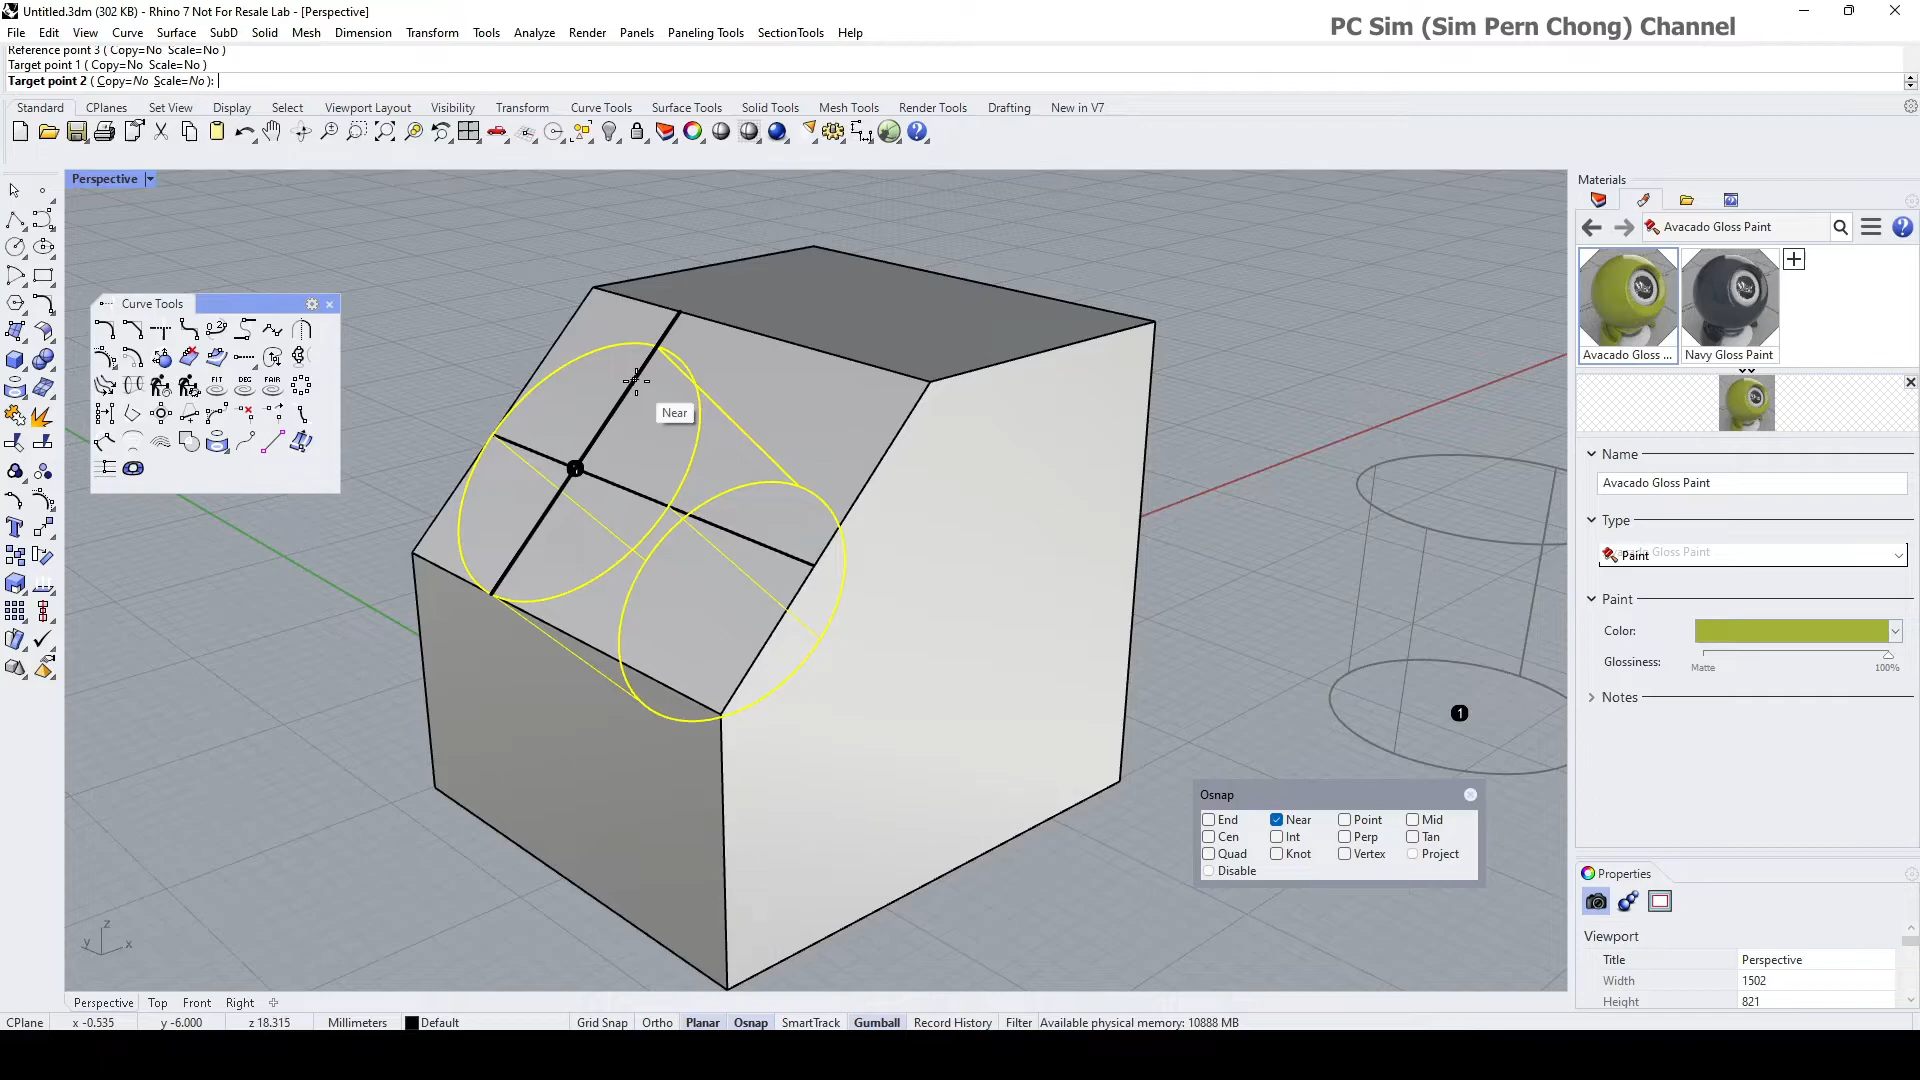 Untitled.3dm (302 KB) - Rhino 7 Not For Resale Lab - [Perspective]
PC Sim (Sim Pern Chong) Channel
File Edit View Curve Surface SubD Solid Mesh Dimension Transform Tools Analyze Render Panels Paneling Tools SectionTools Help
Reference point 3 ( Copy=No Scale=No )
Target point 1 ( Copy=No Scale=No )
Target point 2 ( Copy=No Scale=No ):
Standard CPlanes Set View Display Select Viewport Layout Visibility Transform Curve Tools Surface Tools Solid Tools Mesh Tools Render Tools Drafting New in V7
Perspective
Curve Tools
FIT DEG FAIR
Near
1
Osnap
End Near Point Mid
Cen Int Perp Tan
Quad Knot Vertex Project
Disable
z
y x
Materials
Avacado Gloss Paint
Avacado Gloss ... Navy Gloss Paint
Name
Avacado Gloss Paint
Type
Paint
Avacado Gloss Paint
Paint
Color:
Glossiness:
Matte 100%
Notes
Properties
Viewport
Title Perspective
Width 1502
Height 821
Perspective Top Front Right
CPlane x -0.535 y -6.000 z 18.315 Millimeters Default Grid Snap Ortho Planar Osnap SmartTrack Gumball Record History Filter Available physical memory: 10888 MB